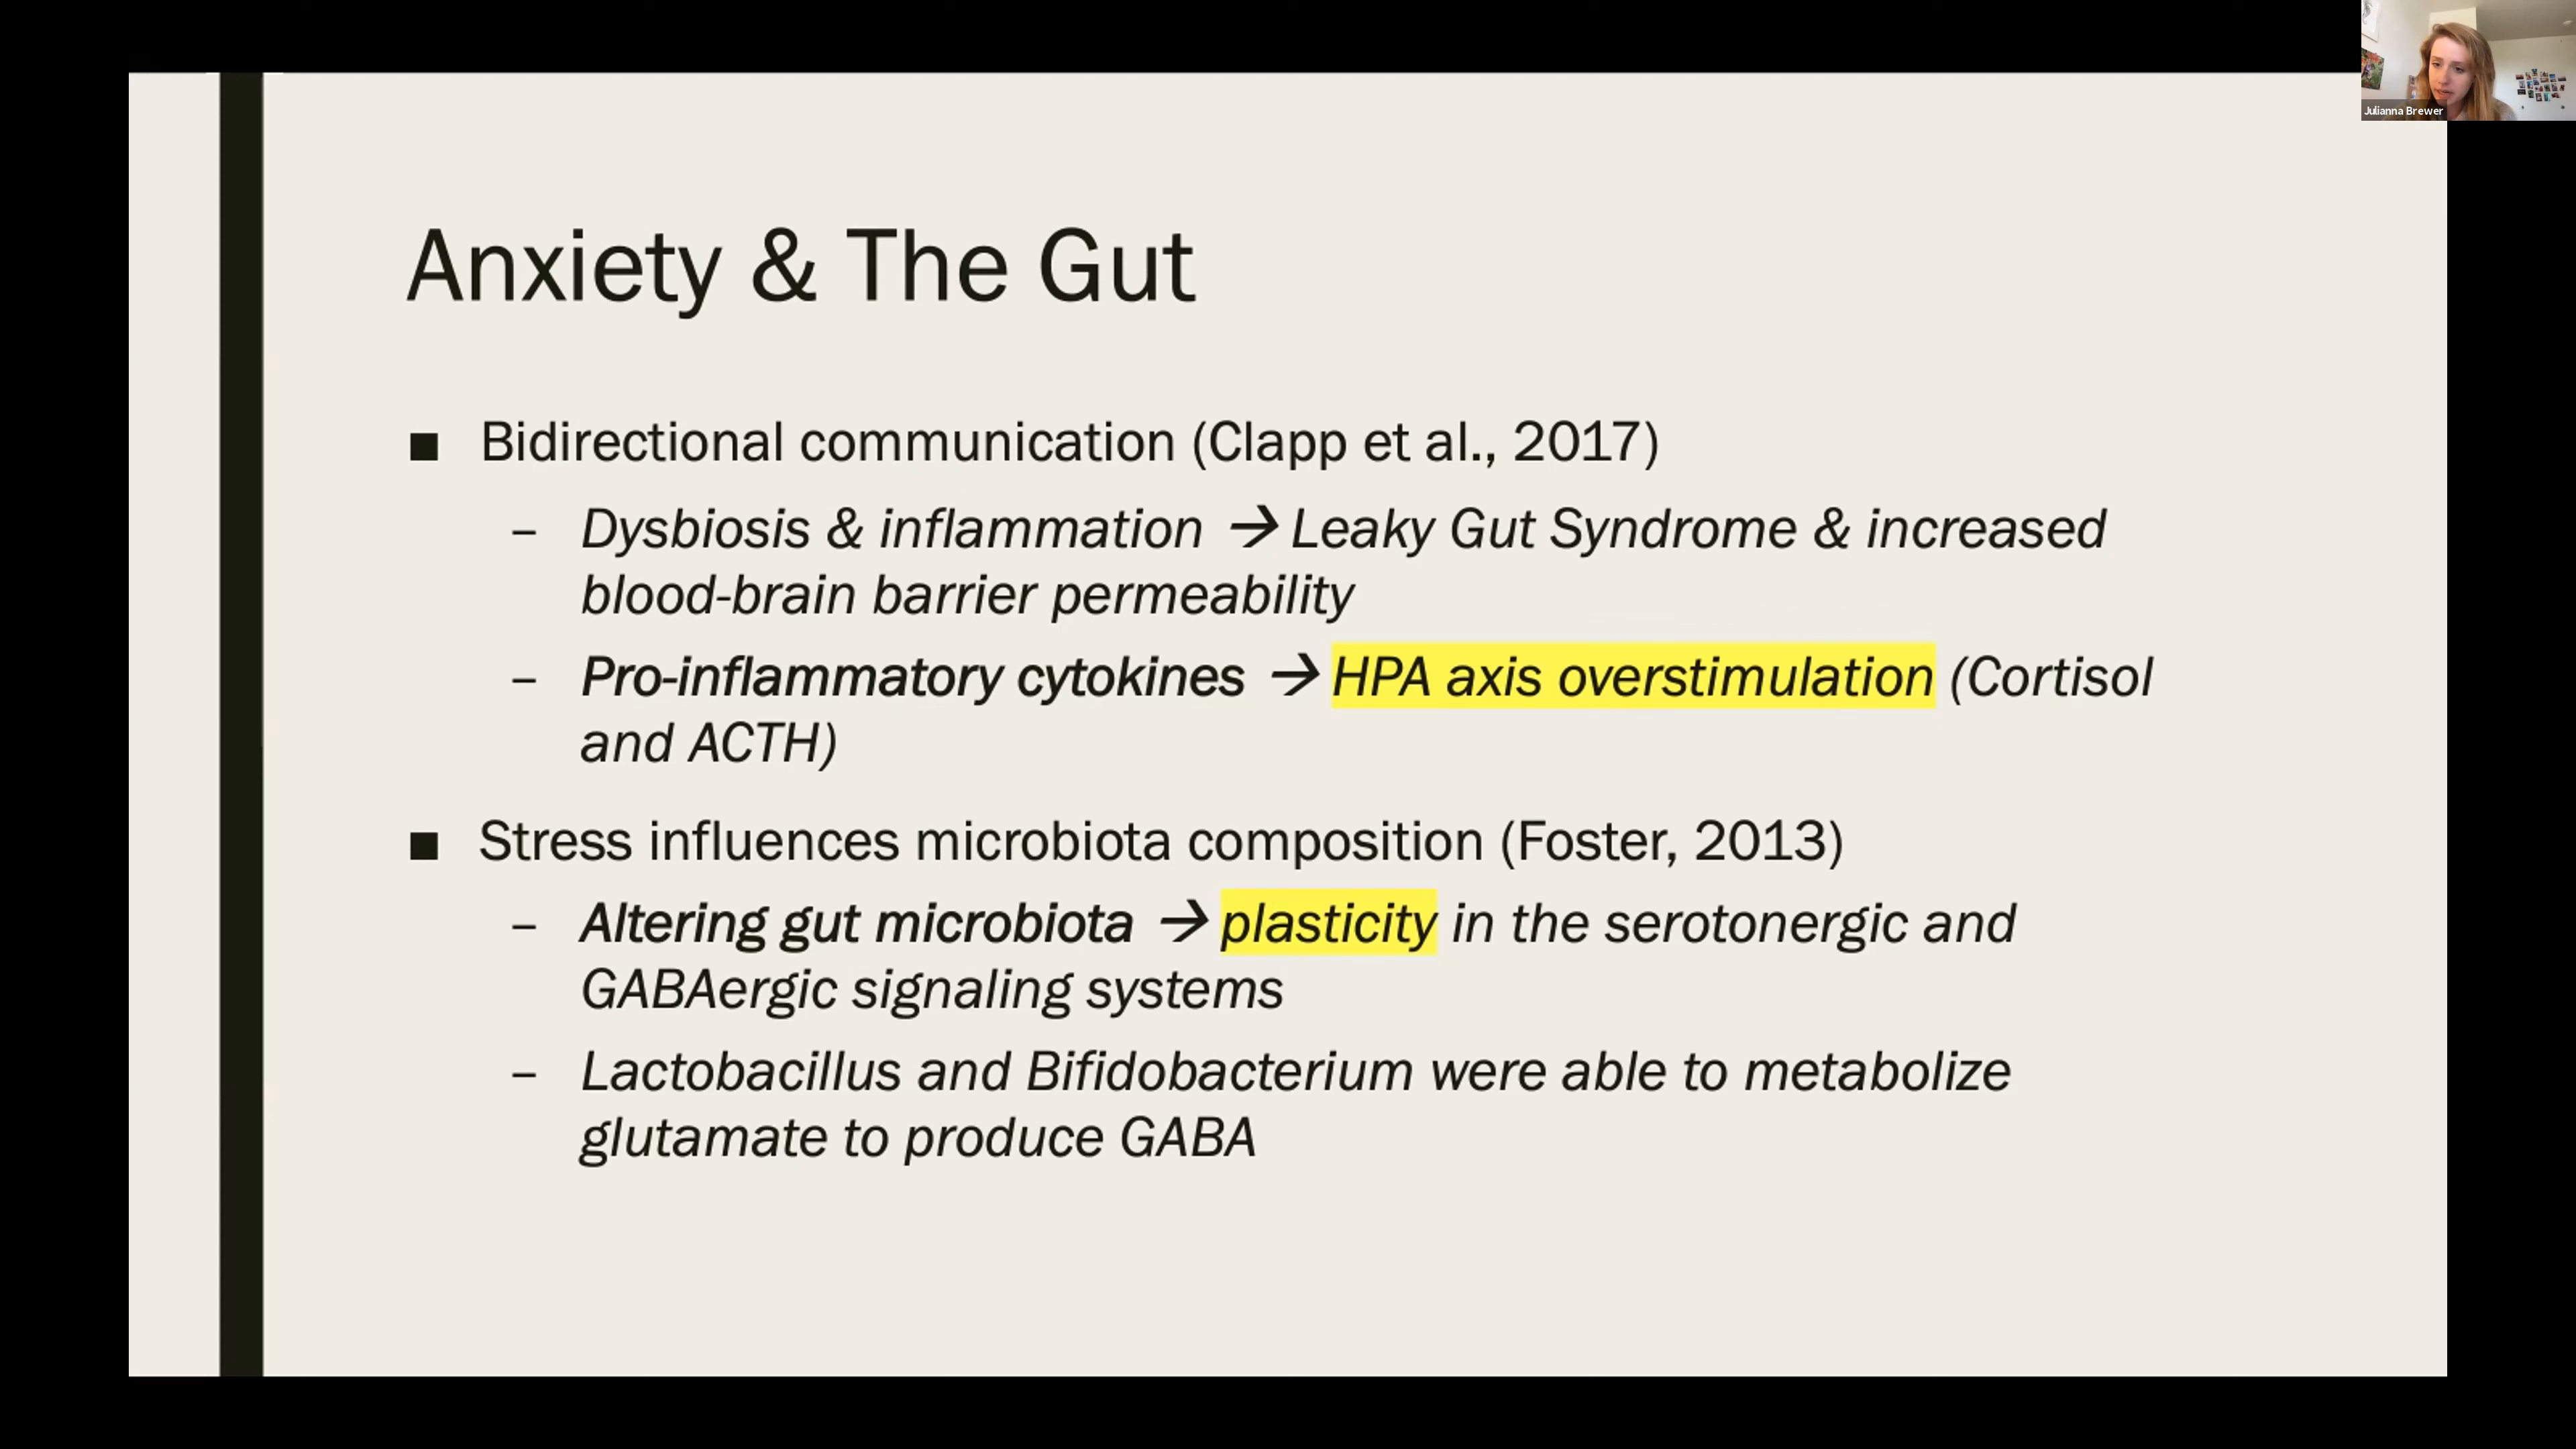 Julianna Brewer
Anxiety & The Gut
■ Bidirectional communication (Clapp et al., 2017)
– Dysbiosis & inflammation → Leaky Gut Syndrome & increased
blood-brain barrier permeability
– Pro-inflammatory cytokines → HPA axis overstimulation (Cortisol
and ACTH)
■ Stress influences microbiota composition (Foster, 2013)
– Altering gut microbiota → plasticity in the serotonergic and
GABAergic signaling systems
– Lactobacillus and Bifidobacterium were able to metabolize
glutamate to produce GABA